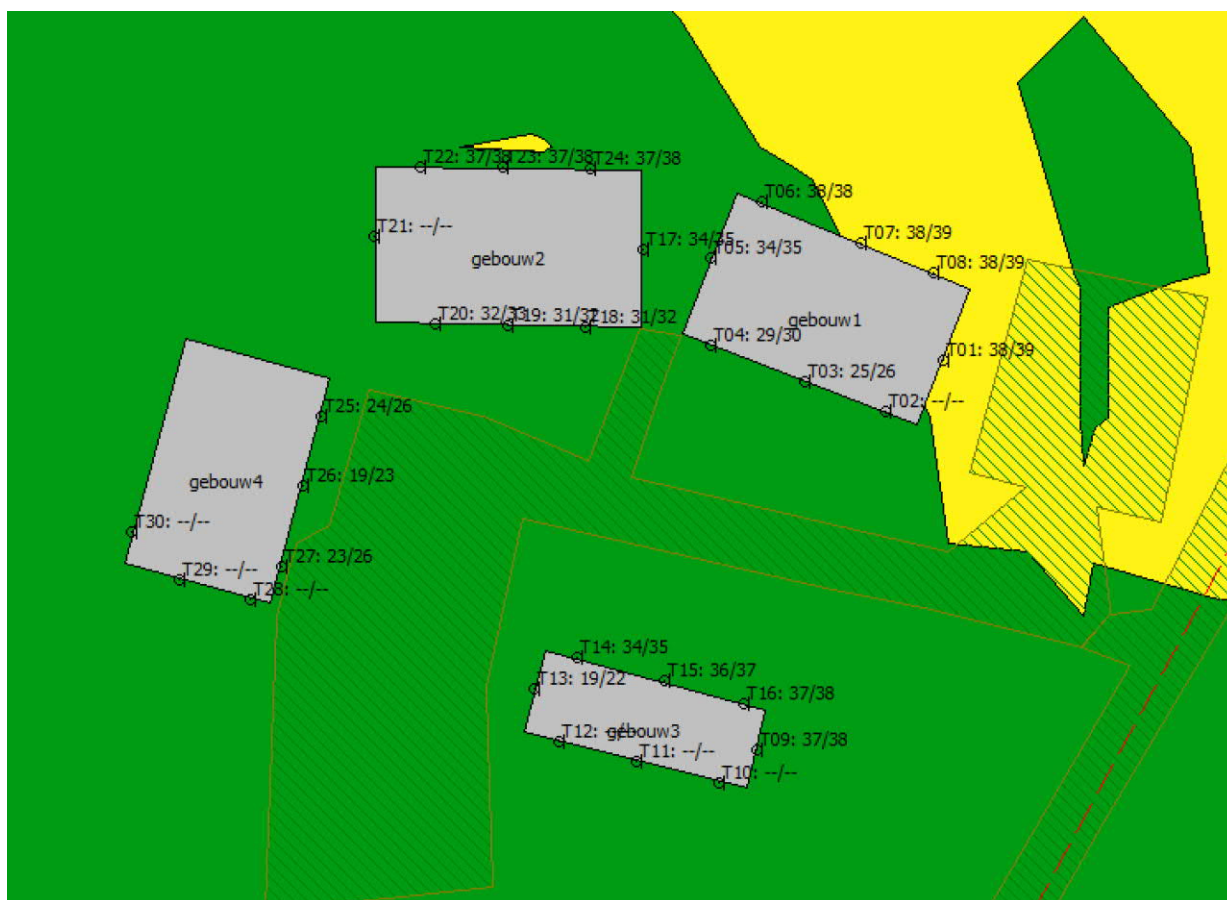 T22: 37/38
T23: 37/38
T24: 37/38
T06: 38/38
T21: --/--
gebouw2
T17: 34/35
T05: 34/35
T07: 38/39
T08: 38/39
T20: 32/33
T19: 31/32
T18: 31/32
gebouw1
T04: 29/30
T01: 38/39
T03: 25/26
T02: --/--
T25: 24/26
T26: 19/23
gebouw4
T30: --/--
T27: 23/26
T29: --/--
T28: --/--
T14: 34/35
T13: 19/22
T15: 36/37
T16: 37/38
T12: --/--
gebouw3
T09: 37/38
T11: --/--
T10: --/--